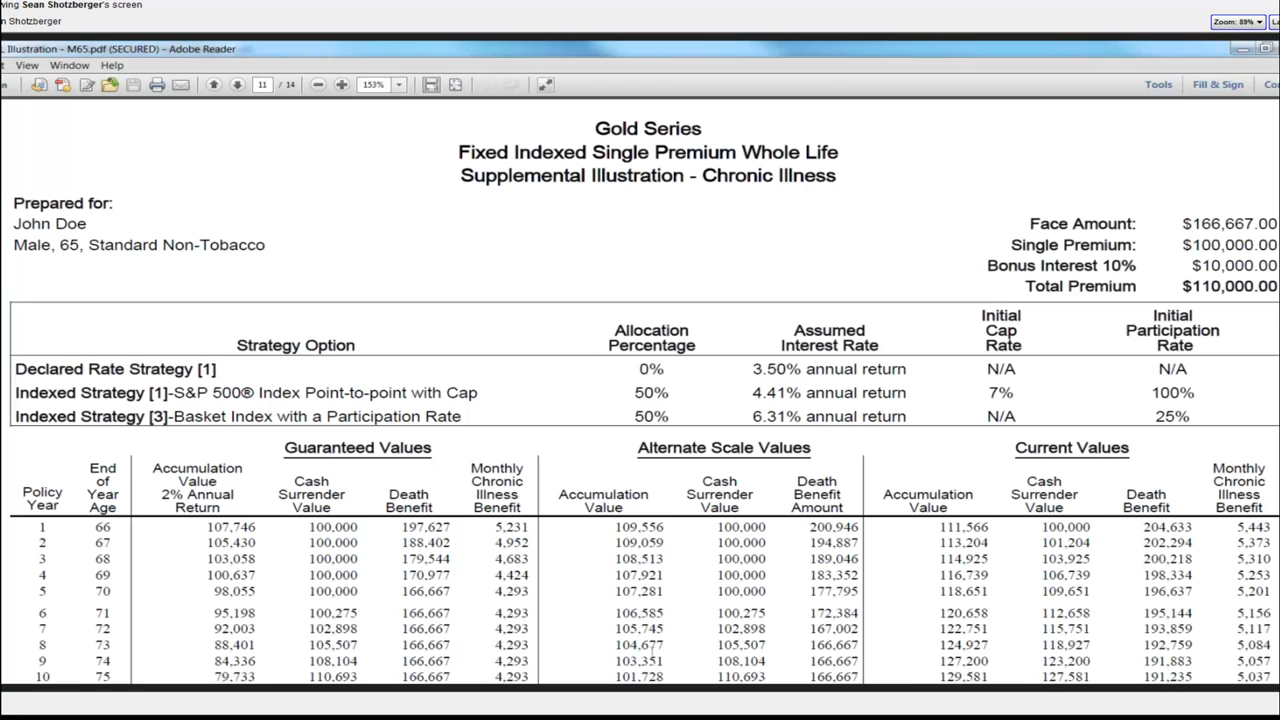 wing Sean Shotzberger's screen
n Shotzberger
Zoom: 89%
Illustration - M65.pdf (SECURED) - Adobe Reader
t View Window Help
11 / 14 153% Tools Fill & Sign Co
Gold Series
Fixed Indexed Single Premium Whole Life
Supplemental Illustration - Chronic Illness
Prepared for:
John Doe
Male, 65, Standard Non-Tobacco
Face Amount: $166,667.00
Single Premium: $100,000.00
Bonus Interest 10% $10,000.00
Total Premium $110,000.00
Strategy Option Allocation Percentage Assumed Interest Rate Initial Cap Rate Initial Participation Rate
Declared Rate Strategy [1] 0% 3.50% annual return N/A N/A
Indexed Strategy [1]-S&P 500® Index Point-to-point with Cap 50% 4.41% annual return 7% 100%
Indexed Strategy [3]-Basket Index with a Participation Rate 50% 6.31% annual return N/A 25%
Guaranteed Values Alternate Scale Values Current Values
Policy Year End of Year Age Accumulation Value 2% Annual Return Cash Surrender Value Death Benefit Monthly Chronic Illness Benefit Accumulation Value Cash Surrender Value Death Benefit Amount Accumulation Value Cash Surrender Value Death Benefit Monthly Chronic Illness Benefit
1 66 107,746 100,000 197,627 5,231 109,556 100,000 200,946 111,566 100,000 204,633 5,443
2 67 105,430 100,000 188,402 4,952 109,059 100,000 194,887 113,204 101,204 202,294 5,373
3 68 103,058 100,000 179,544 4,683 108,513 100,000 189,046 114,925 103,925 200,218 5,310
4 69 100,637 100,000 170,977 4,424 107,921 100,000 183,352 116,739 106,739 198,334 5,253
5 70 98,055 100,000 166,667 4,293 107,281 100,000 177,795 118,651 109,651 196,637 5,201
6 71 95,198 100,275 166,667 4,293 106,585 100,275 172,384 120,658 112,658 195,144 5,156
7 72 92,003 102,898 166,667 4,293 105,745 102,898 167,002 122,751 115,751 193,859 5,117
8 73 88,401 105,507 166,667 4,293 104,677 105,507 166,667 124,927 118,927 192,759 5,084
9 74 84,336 108,104 166,667 4,293 103,351 108,104 166,667 127,200 123,200 191,883 5,057
10 75 79,733 110,693 166,667 4,293 101,728 110,693 166,667 129,581 127,581 191,235 5,037